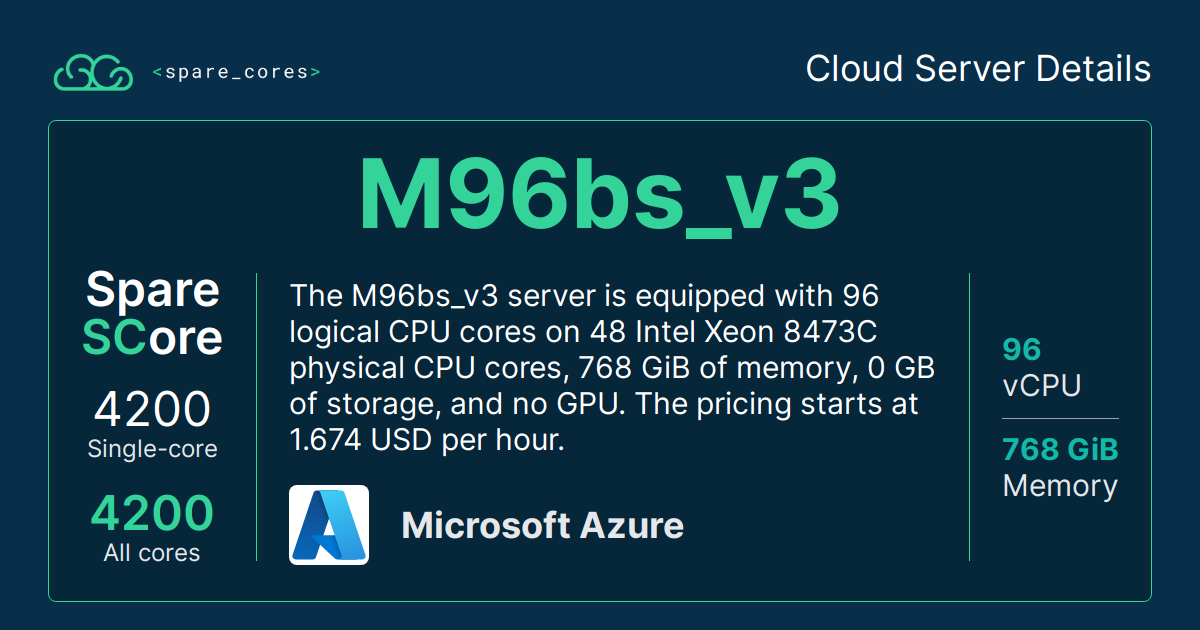 <spare_cores>
Cloud Server Details
M96bs_v3
Spare
SCore
4200
Single-core
4200
All cores
The M96bs_v3 server is equipped with 96
logical CPU cores on 48 Intel Xeon 8473C
physical CPU cores, 768 GiB of memory, 0 GB
of storage, and no GPU. The pricing starts at
1.674 USD per hour.
Microsoft Azure
96
vCPU
768 GiB
Memory